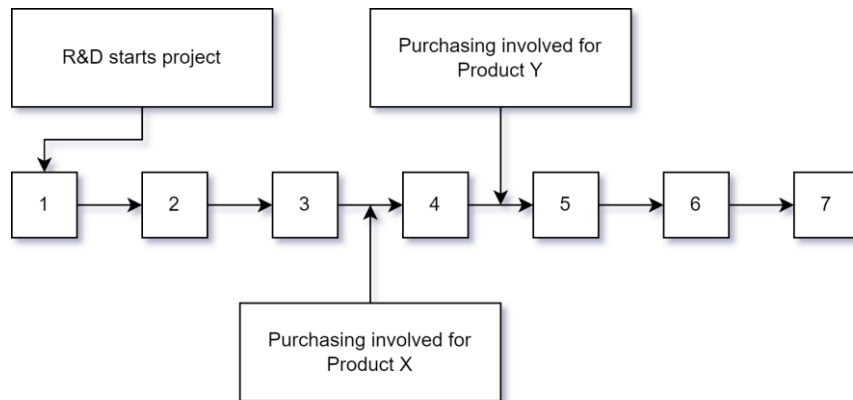 R&D starts project
Purchasing involved for
Product Y
1
2
3
4
5
6
7
Purchasing involved for
Product X